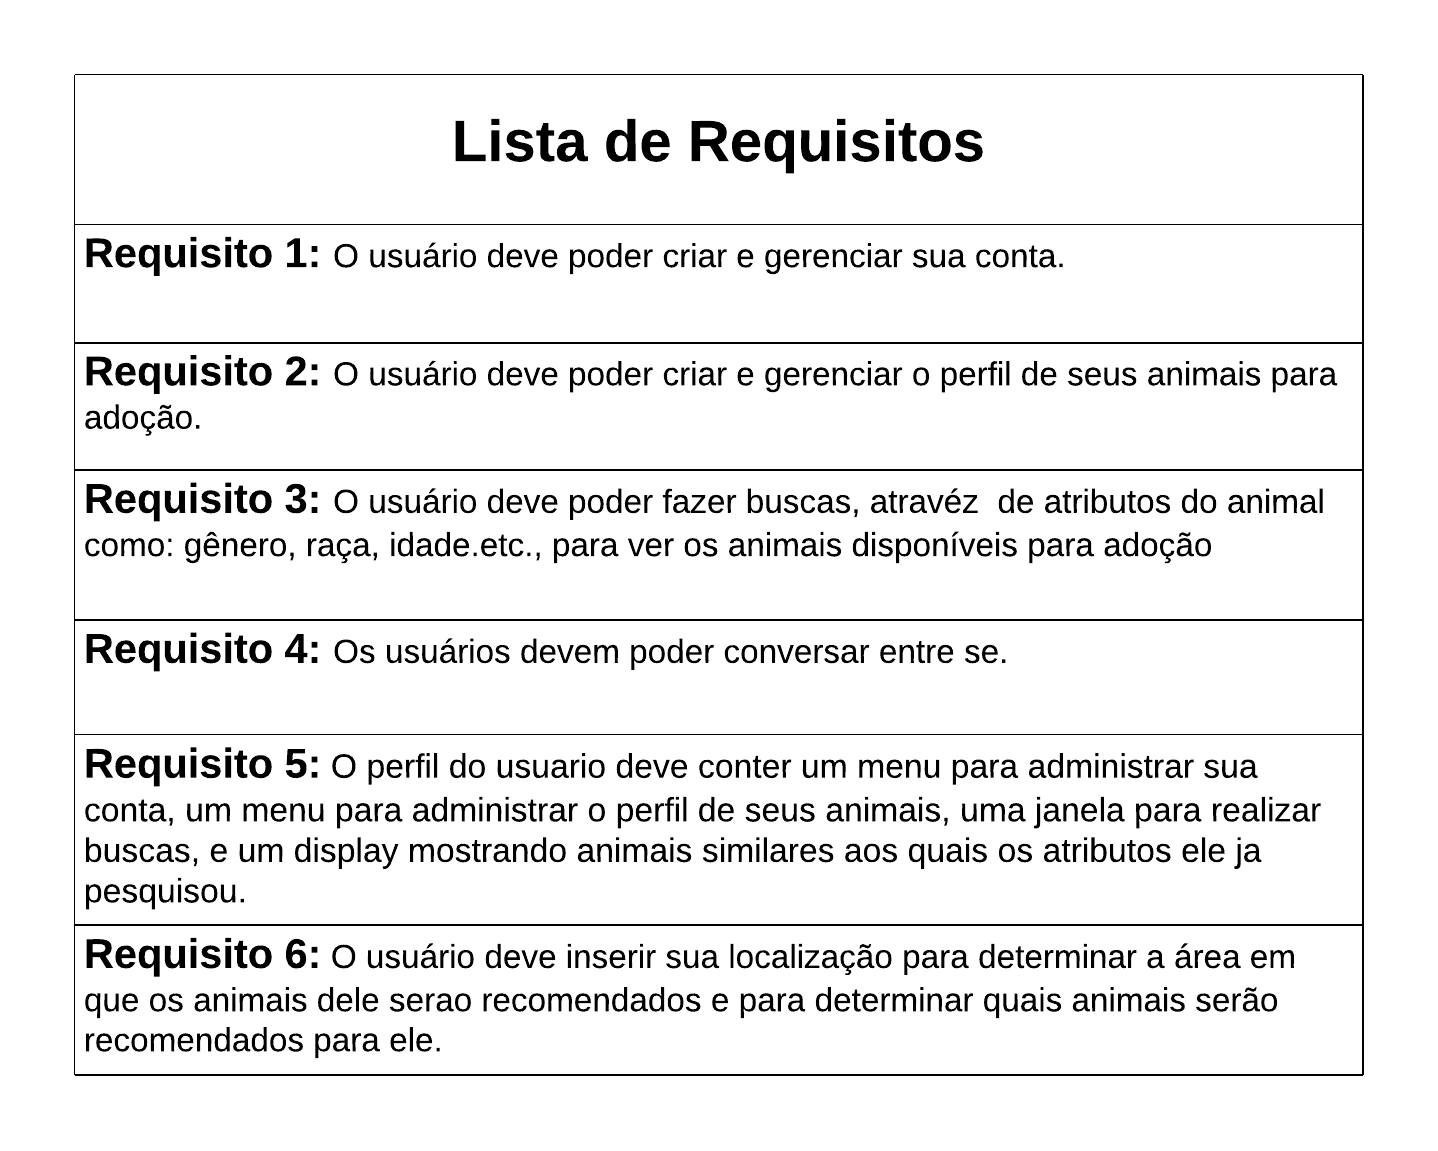 Lista de Requisitos
Requisito 1: O usuário deve poder criar e gerenciar sua conta.
Requisito 2: O usuário deve poder criar e gerenciar o perfil de seus animais para
adoção.
Requisito 3: O usuário deve poder fazer buscas, atravéz  de atributos do animal
como: gênero, raça, idade.etc., para ver os animais disponíveis para adoção
Requisito 4: Os usuários devem poder conversar entre se.
Requisito 5: O perfil do usuario deve conter um menu para administrar sua
conta, um menu para administrar o perfil de seus animais, uma janela para realizar
buscas, e um display mostrando animais similares aos quais os atributos ele ja
pesquisou.
Requisito 6: O usuário deve inserir sua localização para determinar a área em
que os animais dele serao recomendados e para determinar quais animais serão
recomendados para ele.